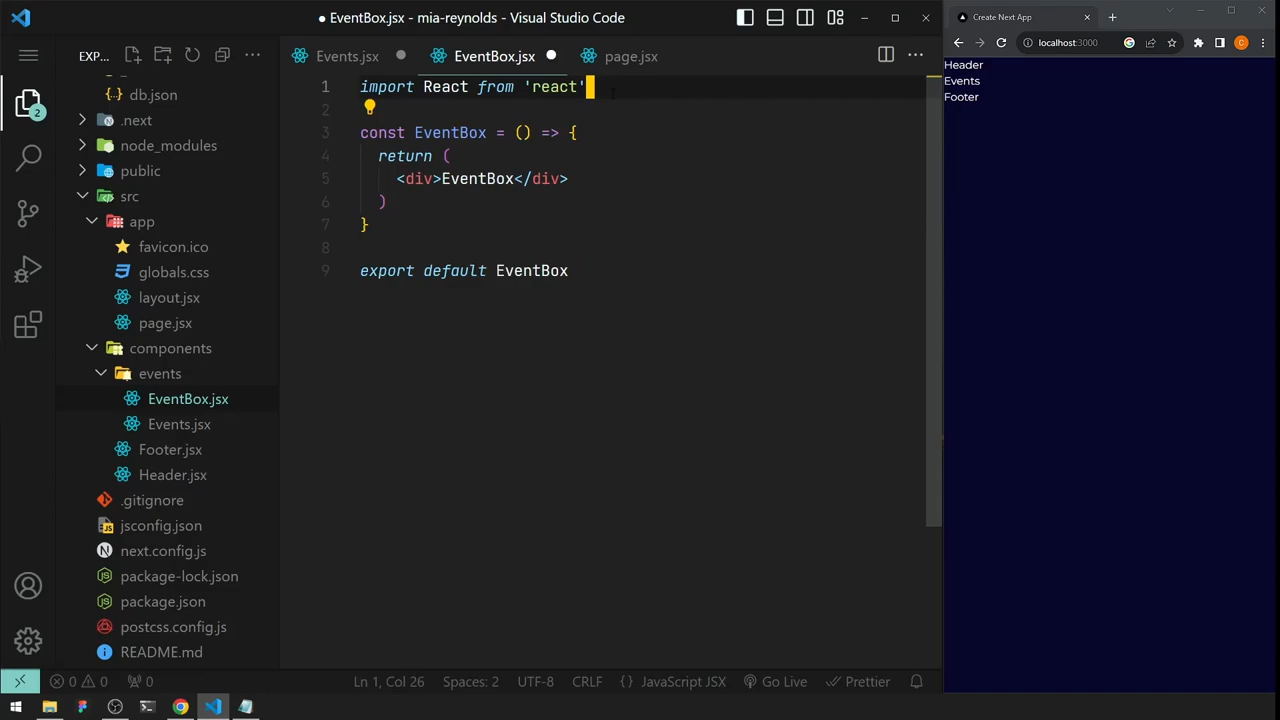 EventBox.jsx - mia-reynolds - Visual Studio Code
EXP...
Events.jsx
EventBox.jsx
page.jsx
db.json
.next
node_modules
public
src
app
favicon.ico
globals.css
layout.jsx
page.jsx
components
events
EventBox.jsx
Events.jsx
Footer.jsx
Header.jsx
.gitignore
jsconfig.json
next.config.js
package-lock.json
package.json
postcss.config.js
README.md
2
1 import React from 'react'
2
3 const EventBox = () => {
4 return (
5 <div>EventBox</div>
6 )
7 }
8
9 export default EventBox
0 0 0
Ln 1, Col 26
Spaces: 2
UTF-8
CRLF
{} JavaScript JSX
Go Live
Prettier
Create Next App
localhost:3000
C
Header
Events
Footer